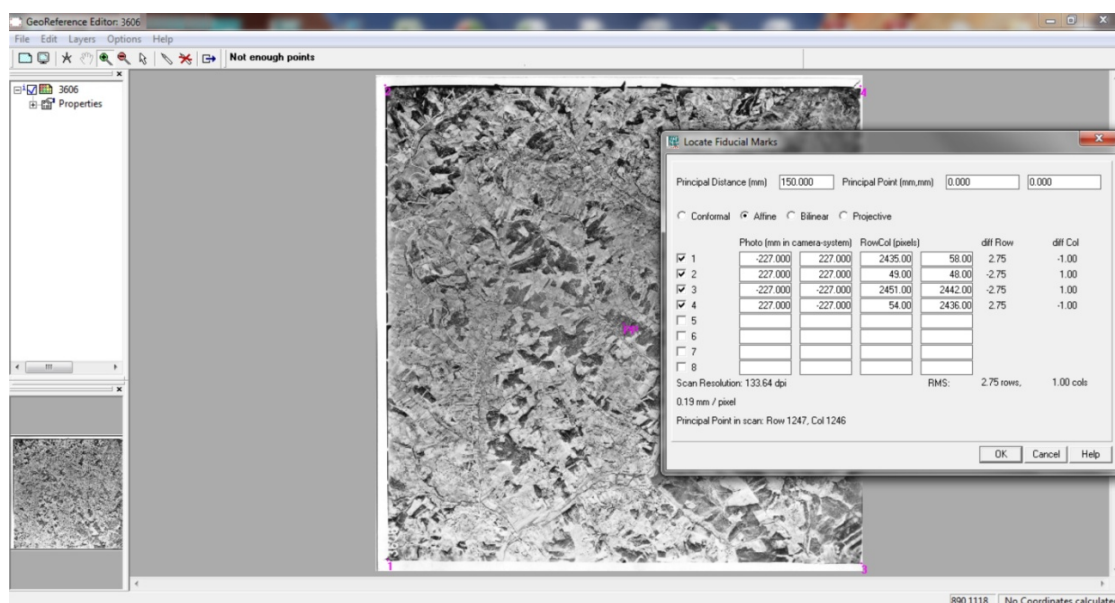 GeoReference Editor: 3606
File Edit Layers Options Help
Not enough points
3606
Properties
2
4
1
3
Locate Fiducial Marks
Principal Distance (mm) 150.000 Principal Point (mm,mm) 0.000 0.000
Conformal Affine Bilinear Projective
Photo (mm in camera-system) RowCol (pixels) diff Row diff Col
1 -227.000 227.000 2435.00 58.00 2.75 -1.00
2 227.000 227.000 49.00 48.00 -2.75 1.00
3 -227.000 -227.000 2451.00 2442.00 -2.75 1.00
4 227.000 -227.000 54.00 2436.00 2.75 -1.00
5
6
7
8
Scan Resolution: 133.64 dpi RMS: 2.75 rows, 1.00 cols
0.19 mm / pixel
Principal Point in scan: Row 1247, Col 1246
OK Cancel Help
890,1118 No Coordinates calculated